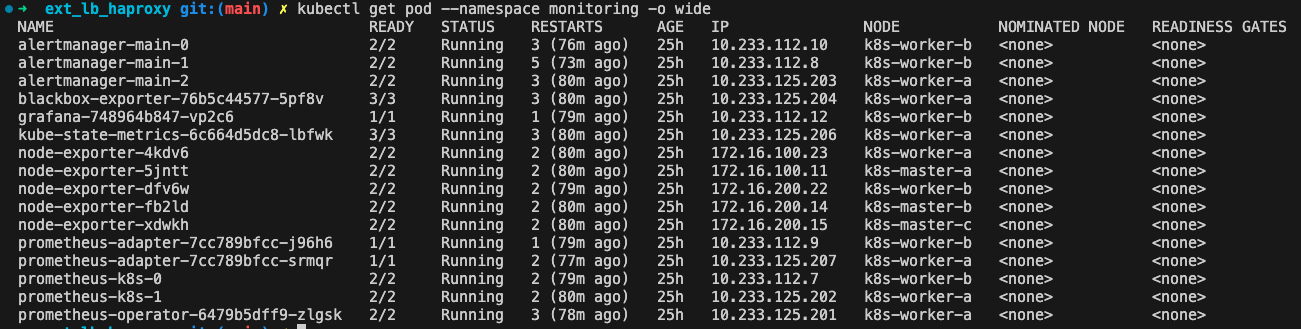 ➜ ext_lb_haproxy git:(main) ✗ kubectl get pod --namespace monitoring -o wide
NAME READY STATUS RESTARTS AGE IP NODE NOMINATED NODE READINESS GATES
alertmanager-main-0 2/2 Running 3 (76m ago) 25h 10.233.112.10 k8s-worker-b <none> <none>
alertmanager-main-1 2/2 Running 5 (73m ago) 25h 10.233.112.8 k8s-worker-b <none> <none>
alertmanager-main-2 2/2 Running 3 (80m ago) 25h 10.233.125.203 k8s-worker-a <none> <none>
blackbox-exporter-76b5c44577-5pf8v 3/3 Running 3 (80m ago) 25h 10.233.125.204 k8s-worker-a <none> <none>
grafana-748964b847-vp2c6 1/1 Running 1 (79m ago) 25h 10.233.112.12 k8s-worker-b <none> <none>
kube-state-metrics-6c664d5dc8-lbfwk 3/3 Running 3 (80m ago) 25h 10.233.125.206 k8s-worker-a <none> <none>
node-exporter-4kdv6 2/2 Running 2 (80m ago) 25h 172.16.100.23 k8s-worker-a <none> <none>
node-exporter-5jntt 2/2 Running 2 (80m ago) 25h 172.16.100.11 k8s-master-a <none> <none>
node-exporter-dfv6w 2/2 Running 2 (79m ago) 25h 172.16.200.22 k8s-worker-b <none> <none>
node-exporter-fb2ld 2/2 Running 2 (80m ago) 25h 172.16.200.14 k8s-master-b <none> <none>
node-exporter-xdwkh 2/2 Running 2 (80m ago) 25h 172.16.200.15 k8s-master-c <none> <none>
prometheus-adapter-7cc789bfcc-j96h6 1/1 Running 1 (79m ago) 25h 10.233.112.9 k8s-worker-b <none> <none>
prometheus-adapter-7cc789bfcc-srmqr 1/1 Running 2 (77m ago) 25h 10.233.125.207 k8s-worker-a <none> <none>
prometheus-k8s-0 2/2 Running 2 (79m ago) 25h 10.233.112.7 k8s-worker-b <none> <none>
prometheus-k8s-1 2/2 Running 2 (80m ago) 25h 10.233.125.202 k8s-worker-a <none> <none>
prometheus-operator-6479b5dff9-zlgsk 2/2 Running 3 (78m ago) 25h 10.233.125.201 k8s-worker-a <none> <none>